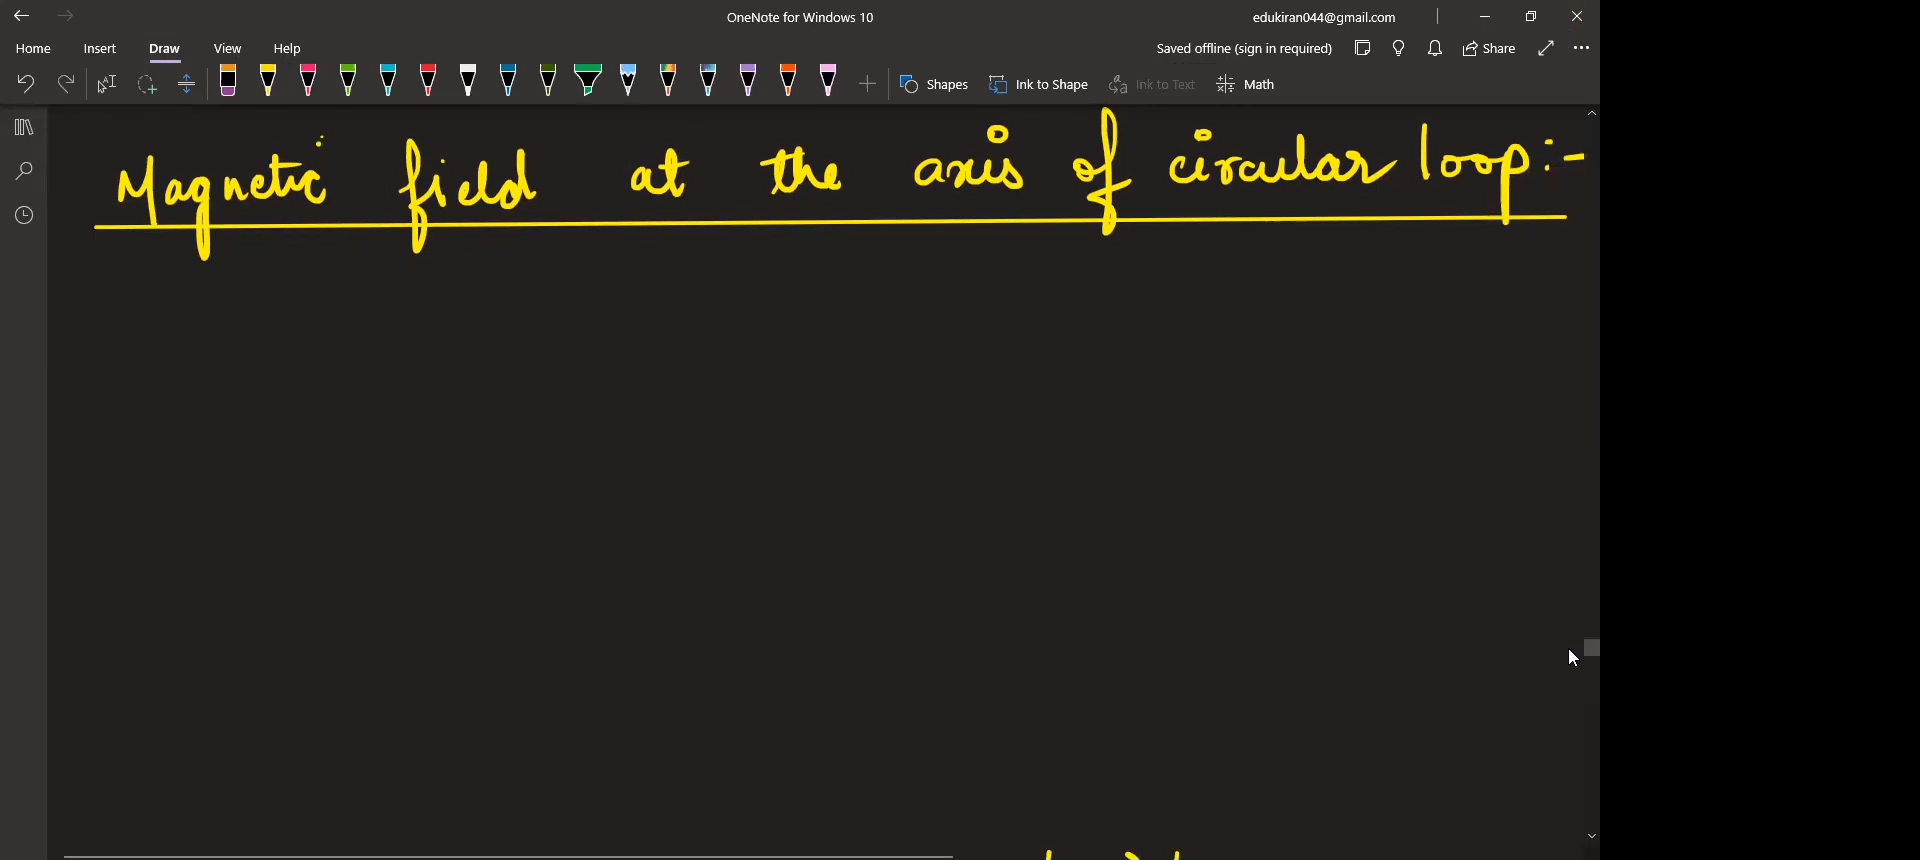 OneNote for Windows 10
edukiran044@gmail.com
Home Insert Draw View Help
Saved offline (sign in required) Share
Shapes Ink to Shape Ink to Text Math
Magnetic field at the axis of circular loop:-